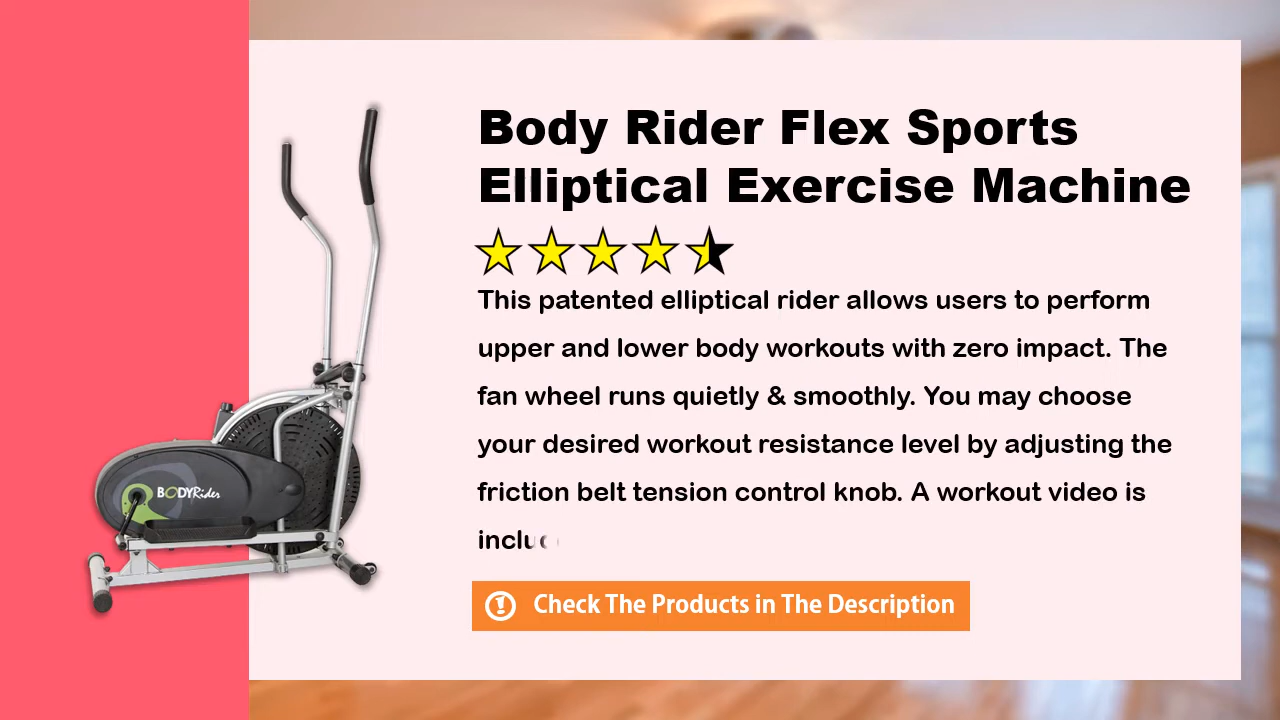 Body Rider Flex Sports
Elliptical Exercise Machine
This patented elliptical rider allows users to perform
upper and lower body workouts with zero impact. The
fan wheel runs quietly & smoothly. You may choose
your desired workout resistance level by adjusting the
friction belt tension control knob. A workout video is
BODYRider
Check The Products in The Description